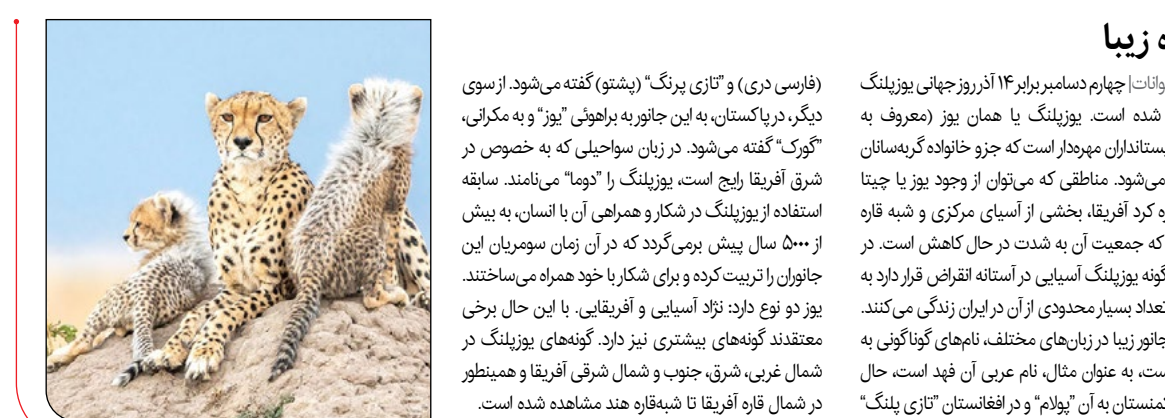 زیبا
چهارم دسامبر برابر ۱۴ آذر روز جهانی یوزپلنگ
شده است. یوزپلنگ یا همان یوز (معروف به
پستانداران مهره‌دار است که جزو خانواده گربه‌سانان
می‌شود. مناطقی که می‌توان از وجود یوز یا چیتا
کرد آفریقا، بخشی از آسیای مرکزی و شبه قاره
که جمعیت آن به شدت در حال کاهش است. در
گونه یوزپلنگ آسیایی در آستانه انقراض قرار دارد به
تعداد بسیار محدودی از آن در ایران زندگی می‌کنند.
جانور زیبا در زبان‌های مختلف، نام‌های گوناگونی به
به عنوان مثال، نام عربی آن فهد است، حال
به آن "پولام" و در افغانستان "تازی پلنگ"
(فارسی دری) و "تازی پرنگ" (پشتو) گفته می‌شود. از سوی
دیگر، در پاکستان، به این جانور به براهوئی "یوز" و به مکرانی،
"گورک" گفته می‌شود. در زبان سواحیلی که به خصوص در
شرق آفریقا رایج است، یوزپلنگ را "دوما" می‌نامند. سابقه
استفاده از یوزپلنگ در شکار و همراهی آن با انسان، به بیش
از ۵۰۰۰ سال پیش برمی‌گردد که در آن زمان سومریان این
جانوران را تربیت کرده و برای شکار با خود همراه می‌ساختند.
یوز دو نوع دارد: نژاد آسیایی و آفریقایی. با این حال برخی
معتقدند گونه‌های بیشتری نیز دارد. گونه‌های یوزپلنگ در
شمال غربی، شرق، جنوب و شمال شرقی آفریقا و همینطور
در شمال قاره آفریقا تا شبه‌قاره هند مشاهده شده است.